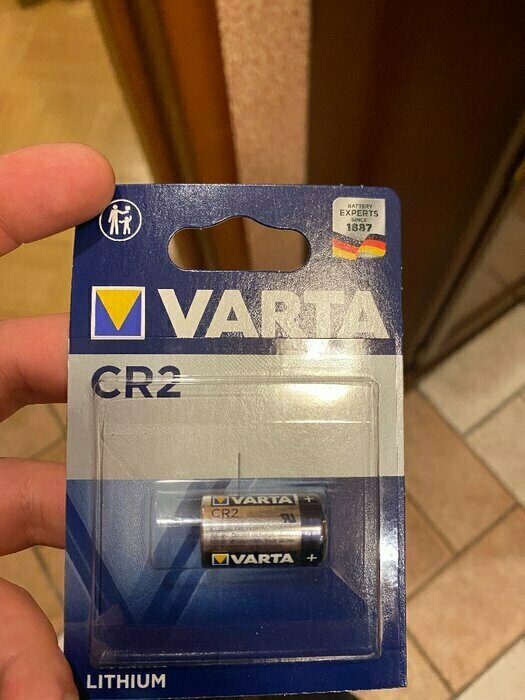 BATTERY
EXPERTS
SINCE
1887
VARTA
CR2
VARTA +
CR2
VARTA +
LITHIUM